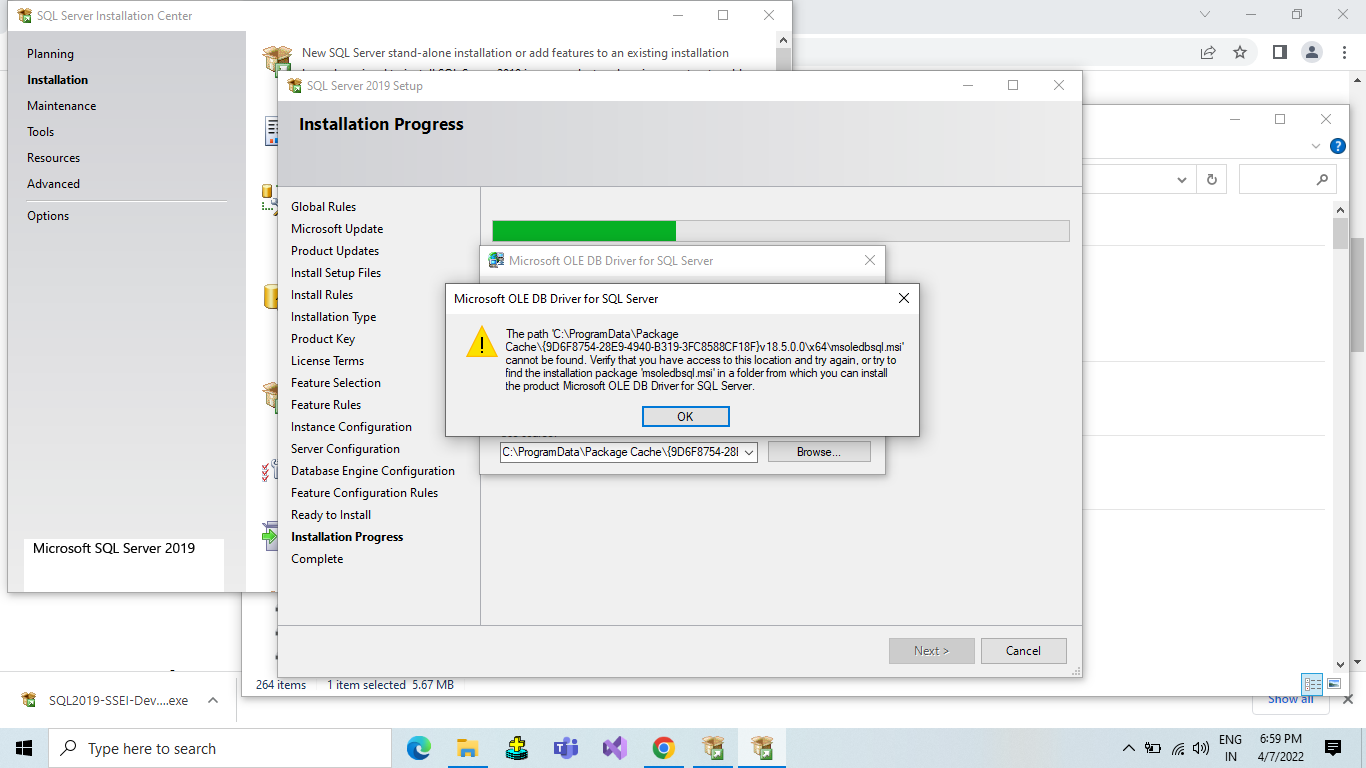 SQL Server Installation Center
Planning
Installation
Maintenance
Tools
Resources
Advanced
Options
Microsoft SQL Server 2019
New SQL Server stand-alone installation or add features to an existing installation
SQL Server 2019 Setup
Installation Progress
Global Rules
Microsoft Update
Product Updates
Install Setup Files
Install Rules
Installation Type
Product Key
License Terms
Feature Selection
Feature Rules
Instance Configuration
Server Configuration
Database Engine Configuration
Feature Configuration Rules
Ready to Install
Installation Progress
Complete
Microsoft OLE DB Driver for SQL Server
Microsoft OLE DB Driver for SQL Server
The path 'C:\ProgramData\Package
Cache\{9D6F8754-28E9-4940-B319-3FC8588CF18F}v18.5.0.0\x64\msoledbsql.msi'
cannot be found. Verify that you have access to this location and try again, or try to
find the installation package 'msoledbsql.msi' in a folder from which you can install
the product Microsoft OLE DB Driver for SQL Server.
OK
C:\ProgramData\Package Cache\{9D6F8754-28
Browse...
Next >
Cancel
264 items
1 item selected 5.67 MB
SQL2019-SSEI-Dev....exe
Show all
Type here to search
ENG
IN
6:59 PM
4/7/2022